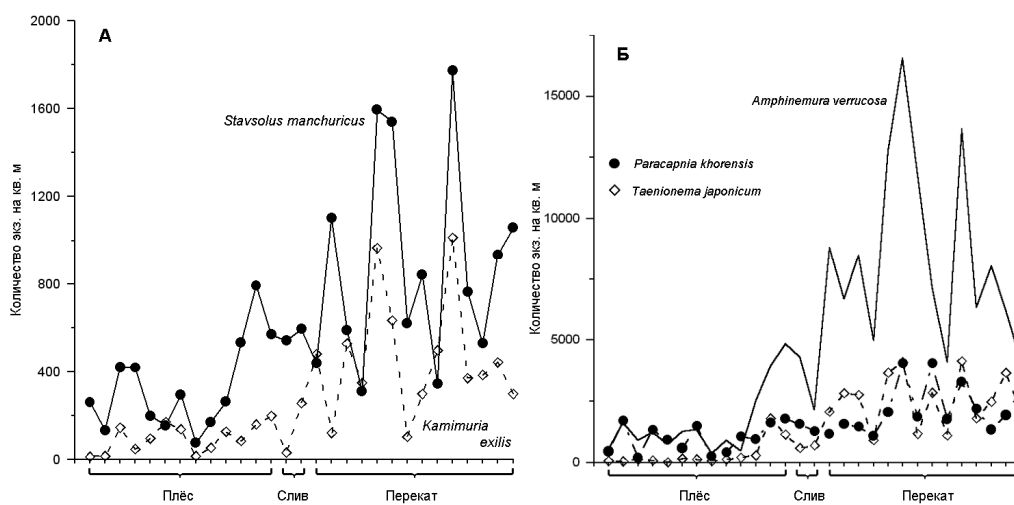 А
2000
1600
1200
800
400
0
Количество экз. на кв. м
Stavsolus manchuricus
Kamimuria
exilis
Плёс
Слив
Перекат
Б
15000
10000
5000
0
Количество экз. на кв. м
Amphinemura verrucosa
Paracapnia khorensis
Taenionema japonicum
Плёс
Слив
Перекат